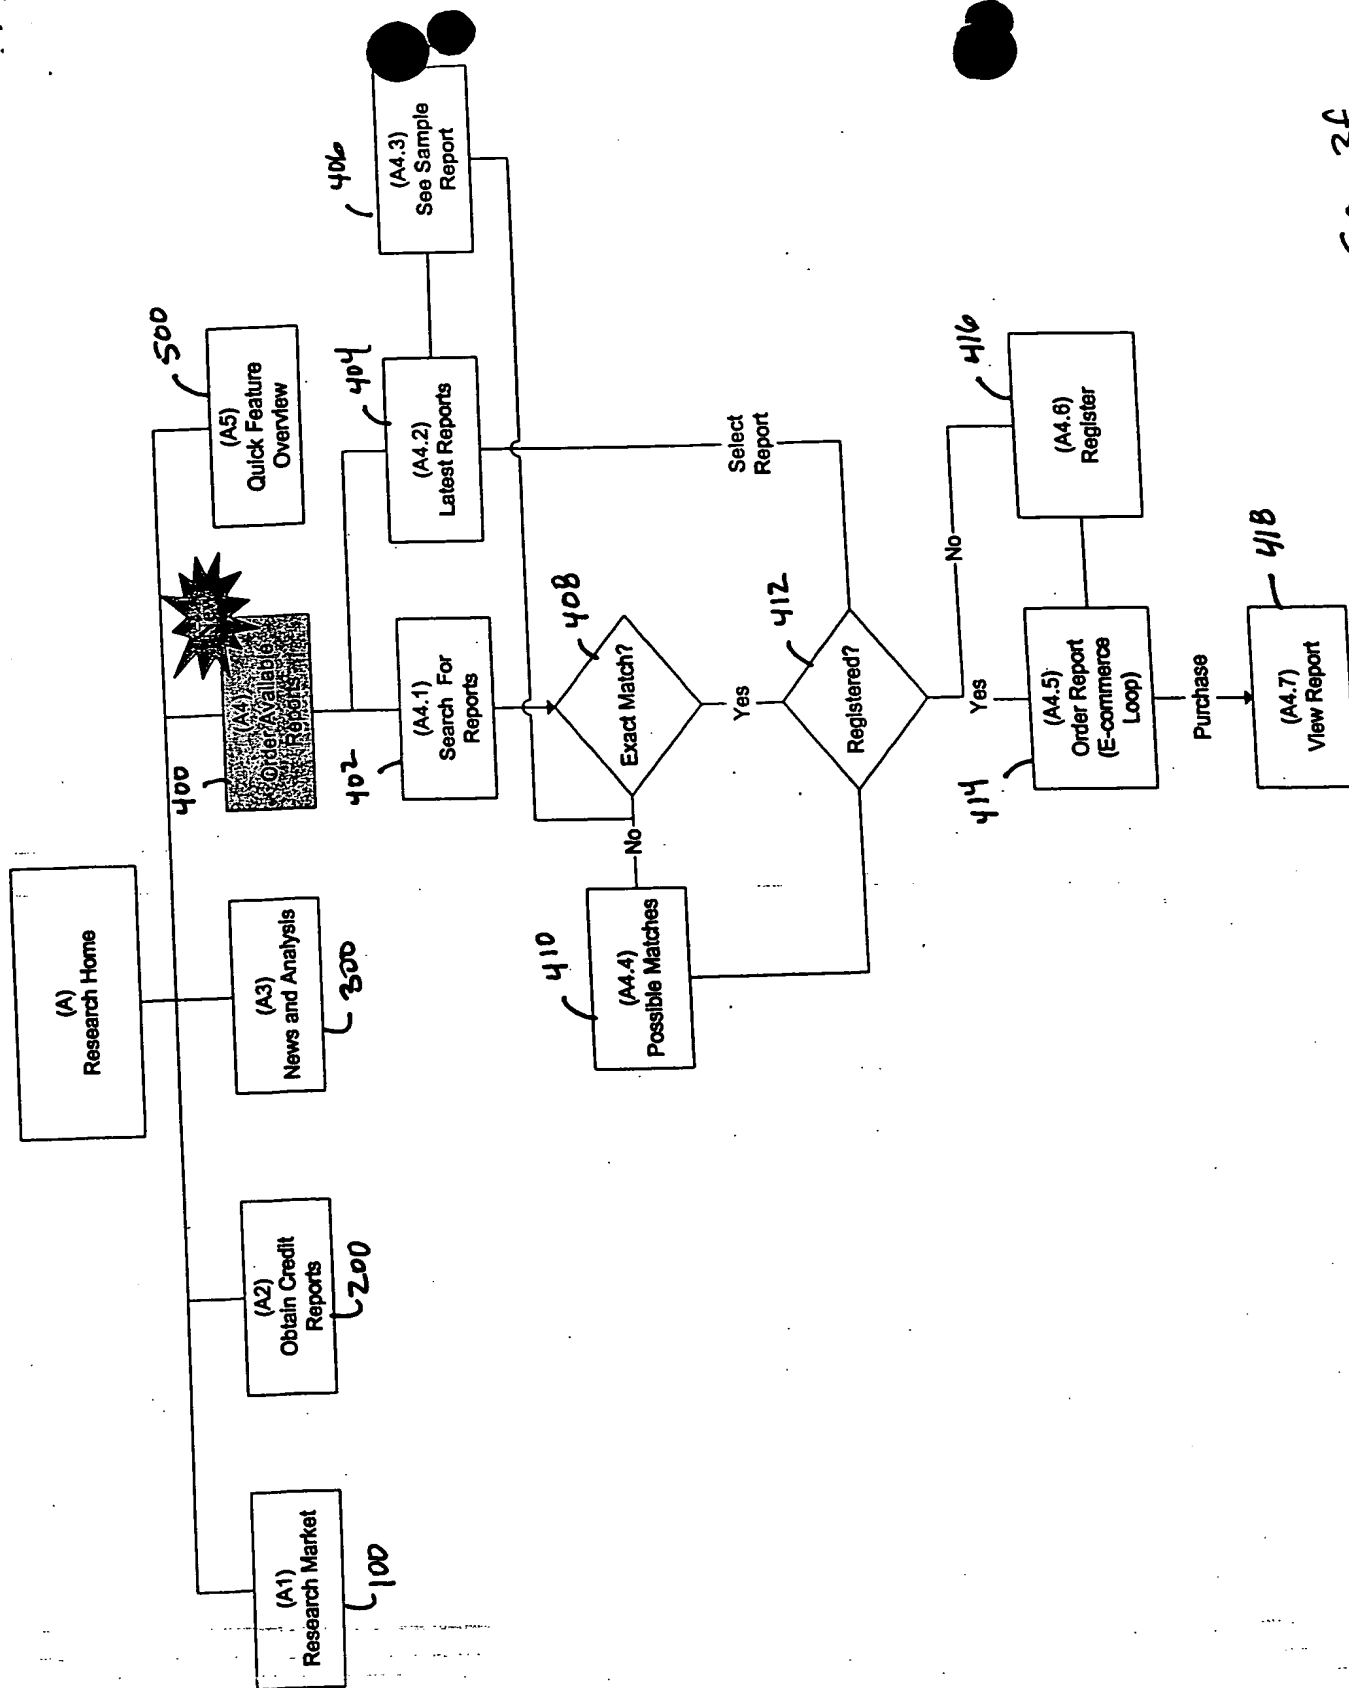 (A)
Research Home
(A1)
Research Market
100
(A2)
Obtain Credit
Reports
200
(A3)
News and Analysis
300
400
(A4)
Order Available
Reports
New
(A5)
Quick Feature
Overview
500
402
(A4.1)
Search For
Reports
(A4.2)
Latest Reports
404
(A4.3)
See Sample
Report
406
Exact Match?
408
No
410
(A4.4)
Possible Matches
Yes
Select
Report
Registered?
412
Yes
No
414
(A4.5)
Order Report
(E-commerce
Loop)
(A4.6)
Register
416
Purchase
(A4.7)
View Report
418